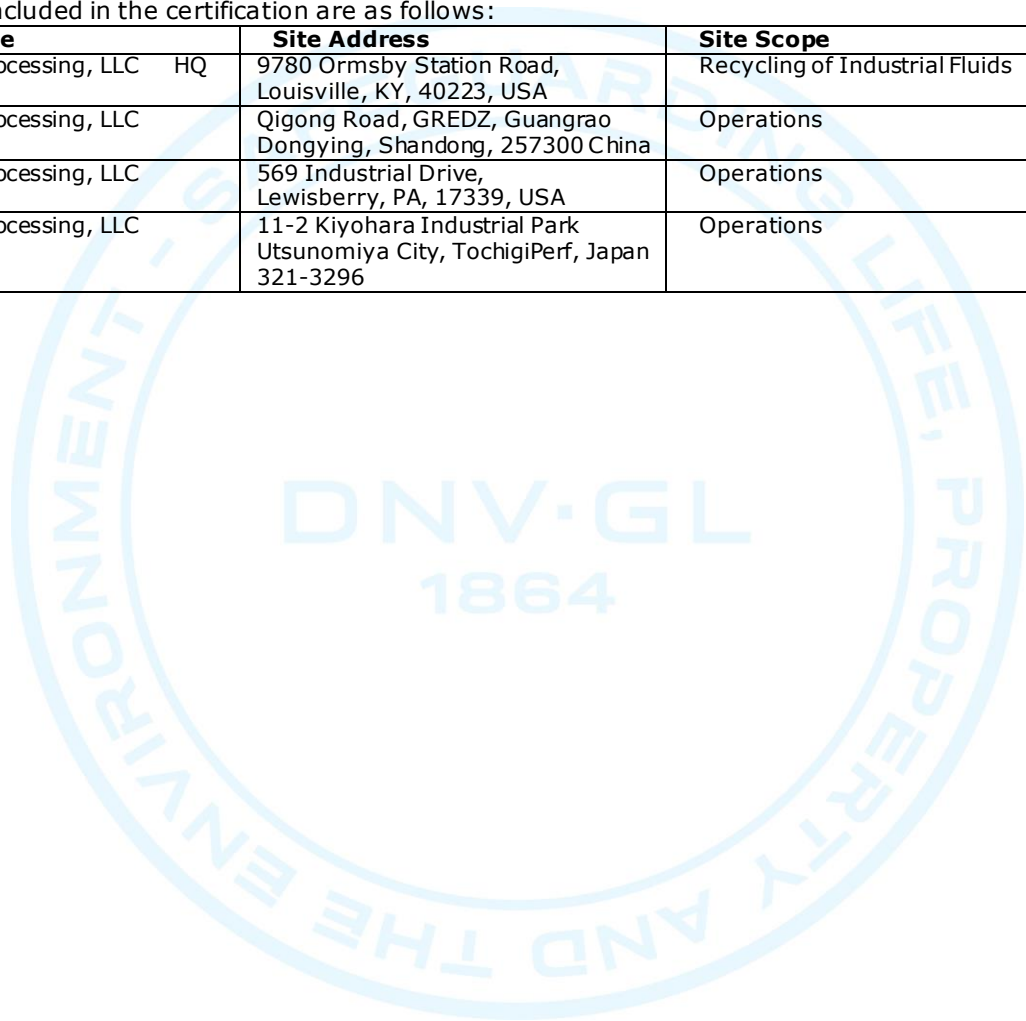 cluded in the certification are as follows:
e Site Address Site Scope
ocessing, LLC HQ 9780 Ormsby Station Road, Recycling of Industrial Fluids
Louisville, KY, 40223, USA
ocessing, LLC Qigong Road, GREDZ, Guangrao Operations
Dongying, Shandong, 257300 China
ocessing, LLC 569 Industrial Drive, Operations
Lewisberry, PA, 17339, USA
ocessing, LLC 11-2 Kiyohara Industrial Park Operations
Utsunomiya City, TochigiPerf, Japan
321-3296
DNV·GL
1864
SAFEGUARDING LIFE, PROPERTY AND THE ENVIRONMENT -